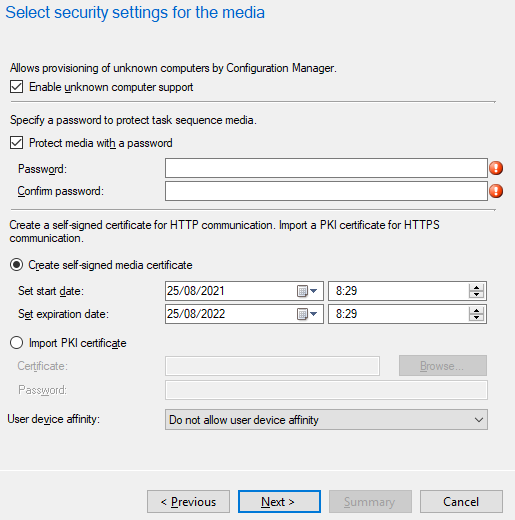 Select security settings for the media
Allows provisioning of unknown computers by Configuration Manager.
Enable unknown computer support
Specify a password to protect task sequence media.
Protect media with a password
Password:
Confirm password:
Create a self-signed certificate for HTTP communication. Import a PKI certificate for HTTPS
communication.
Create self-signed media certificate
Set start date: 25/08/2021 8:29
Set expiration date: 25/08/2022 8:29
Import PKI certificate
Certificate: Browse...
Password:
User device affinity: Do not allow user device affinity
< Previous Next > Summary Cancel